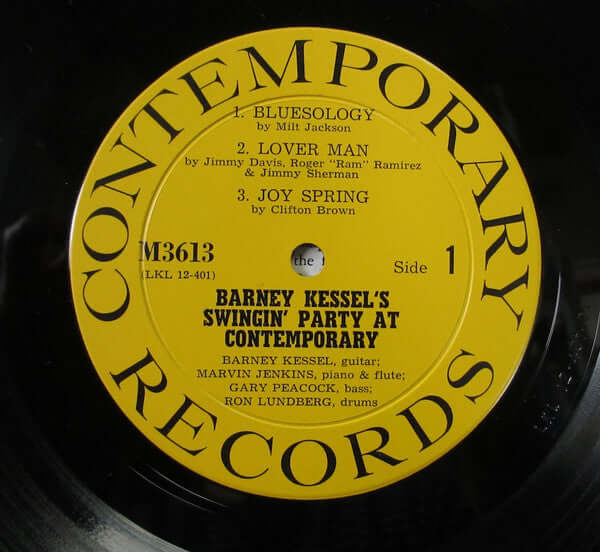 CONTEMPORARY RECORDS
1. BLUESOLOGY
by Milt Jackson
2. LOVER MAN
by Jimmy Davis, Roger "Ram" Ramirez
& Jimmy Sherman
3. JOY SPRING
by Clifton Brown
M3613
(LKL 12-401)
the
Side 1
BARNEY KESSEL'S
SWINGIN' PARTY AT
CONTEMPORARY
BARNEY KESSEL, guitar;
MARVIN JENKINS, piano & flute;
GARY PEACOCK, bass;
RON LUNDBERG, drums